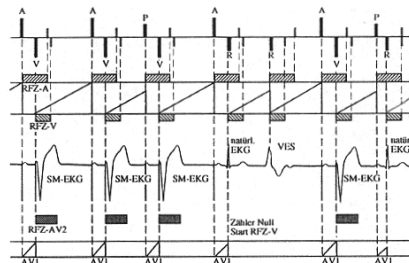 A A P A A P
V V V R R V R
RFZ-A
RFZ-V
natürl. EKG VES natürl. EKG
SM-EKG SM-EKG SM-EKG SM-EKG
RFZ-AV2
Zähler Null
Start RFZ-V
AV1 AV1 AV1 AV1 AV1 AV1